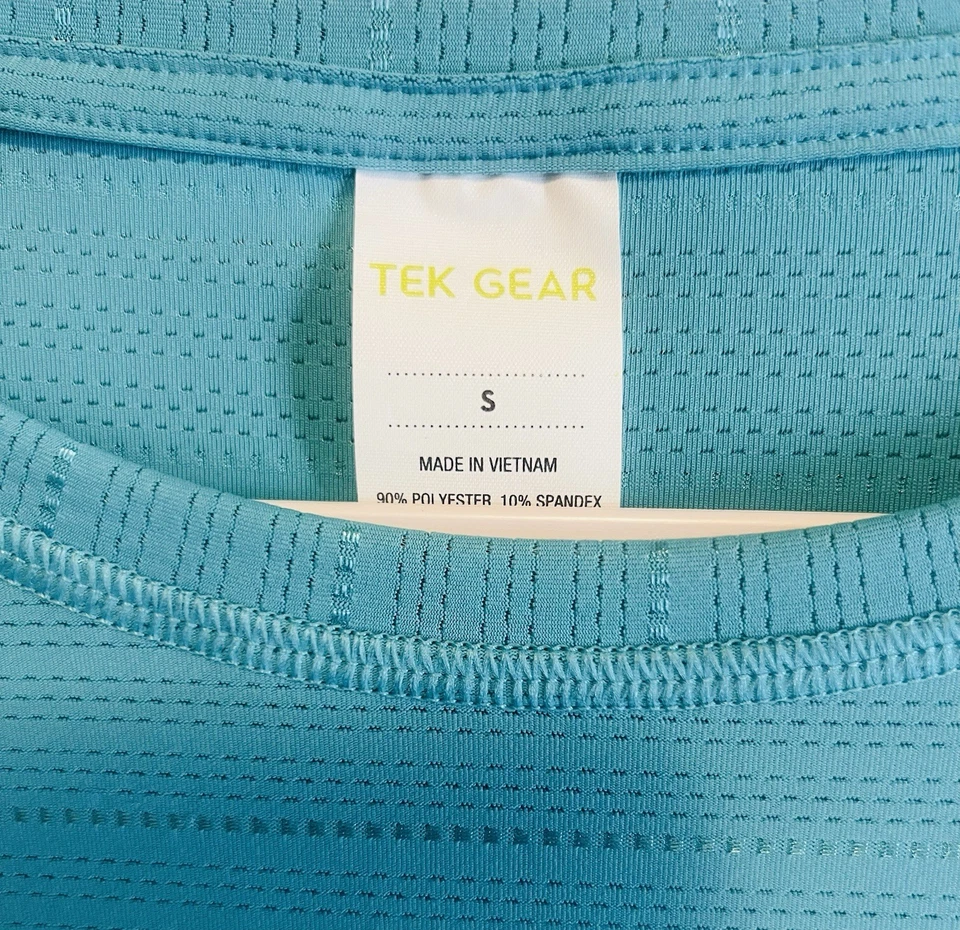 TEK GEAR
S
MADE IN VIETNAM
90% POLYESTER 10% SPANDEX